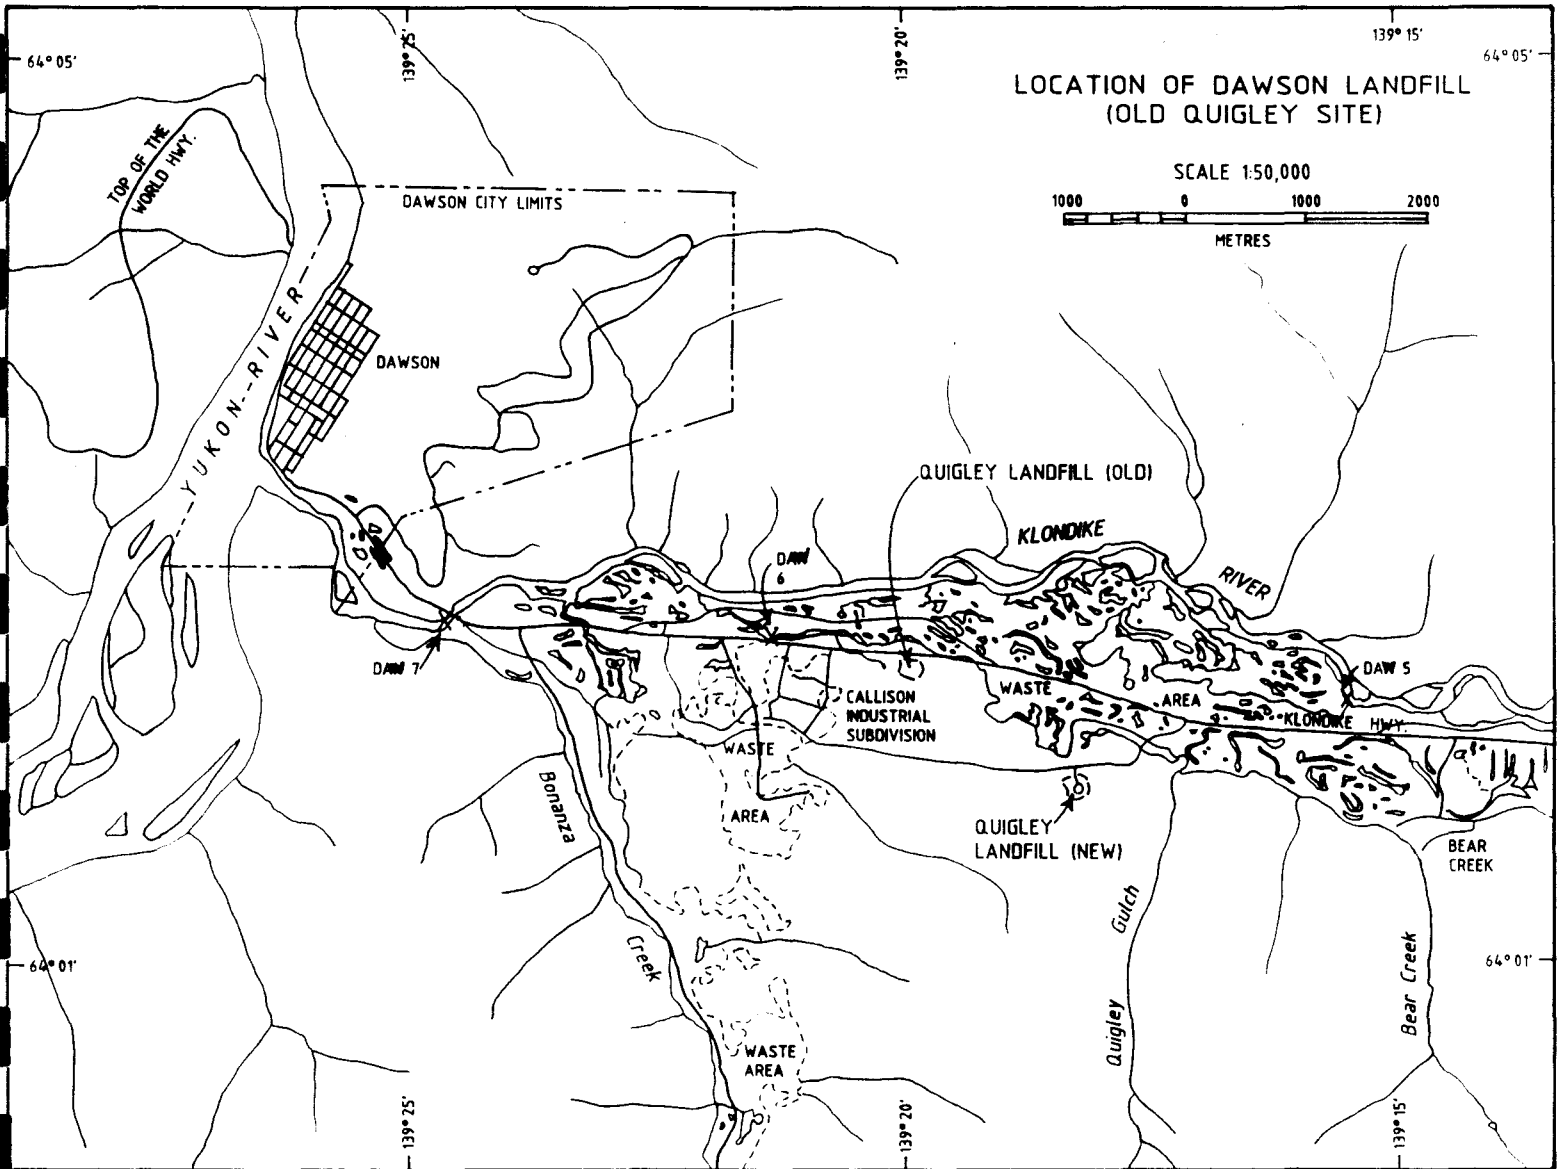 139° 25'
139° 20'
139° 15'
64° 05'
64° 05'
LOCATION OF DAWSON LANDFILL
(OLD QUIGLEY SITE)
SCALE 1:50,000
1000 0 1000 2000
METRES
TOP OF THE
WORLD HWY.
DAWSON CITY LIMITS
YUKON RIVER
DAWSON
QUIGLEY LANDFILL (OLD)
KLONDIKE
RIVER
DAW
6
DAW 7
DAW 5
WASTE
AREA
KLONDIKE HWY.
CALLISON
INDUSTRIAL
SUBDIVISION
WASTE
AREA
QUIGLEY
LANDFILL (NEW)
BEAR
CREEK
Bonanza
Creek
Quigley Gulch
Bear Creek
64° 01'
64° 01'
WASTE
AREA
139° 25'
139° 20'
139° 15'